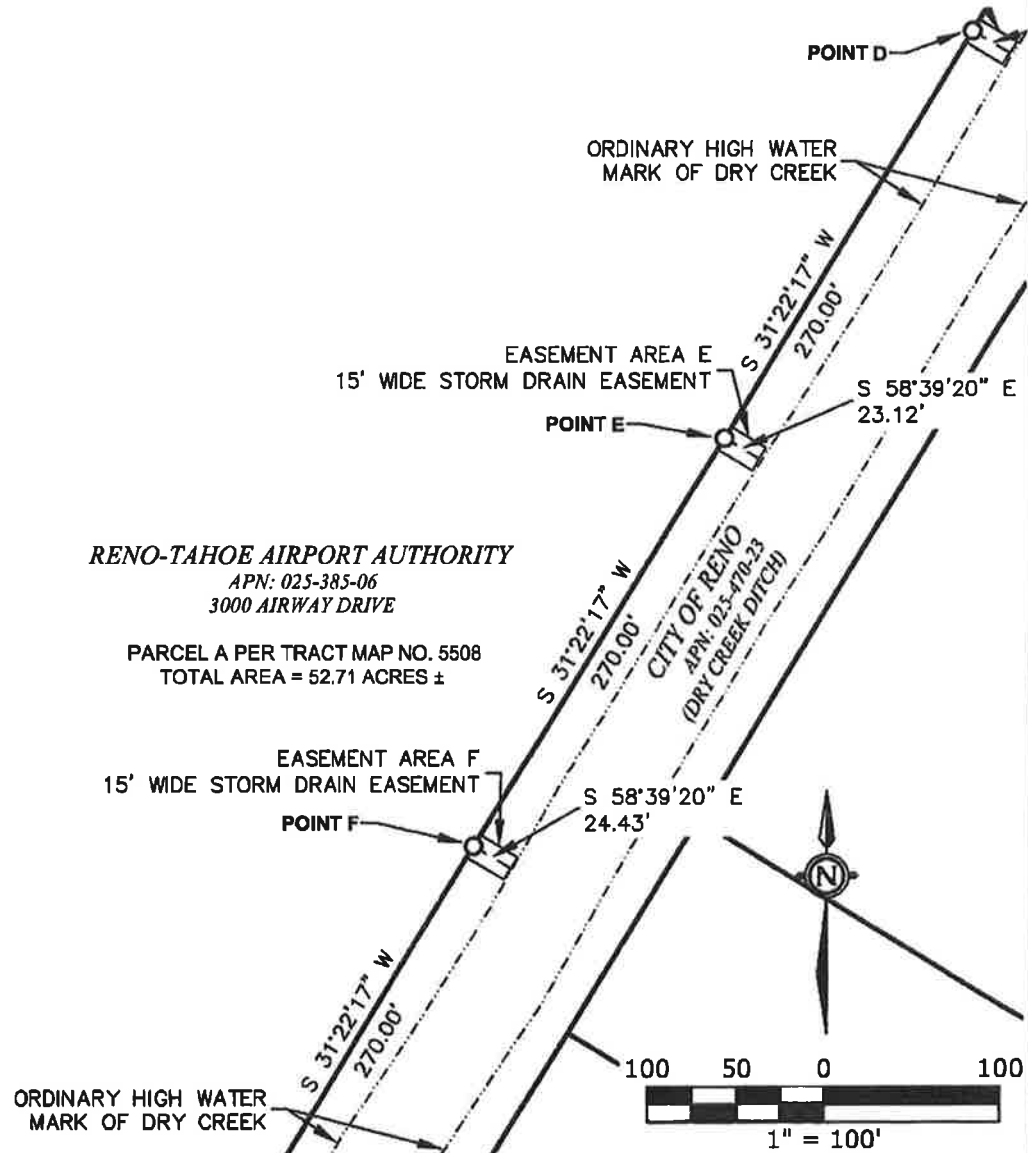 POINT D
ORDINARY HIGH WATER
MARK OF DRY CREEK
S 31°22'17" W
270.00'
EASEMENT AREA E
15' WIDE STORM DRAIN EASEMENT
S 58°39'20" E
23.12'
POINT E
RENO-TAHOE AIRPORT AUTHORITY
APN: 025-385-06
3000 AIRWAY DRIVE
PARCEL A PER TRACT MAP NO. 5508
TOTAL AREA = 52.71 ACRES ±
S 31°22'17" W
270.00'
CITY OF RENO
APN: 025-470-23
(DRY CREEK DITCH)
EASEMENT AREA F
15' WIDE STORM DRAIN EASEMENT
S 58°39'20" E
24.43'
POINT F
N
S 31°22'17" W
270.00'
ORDINARY HIGH WATER
MARK OF DRY CREEK
100 50 0 100
1" = 100'